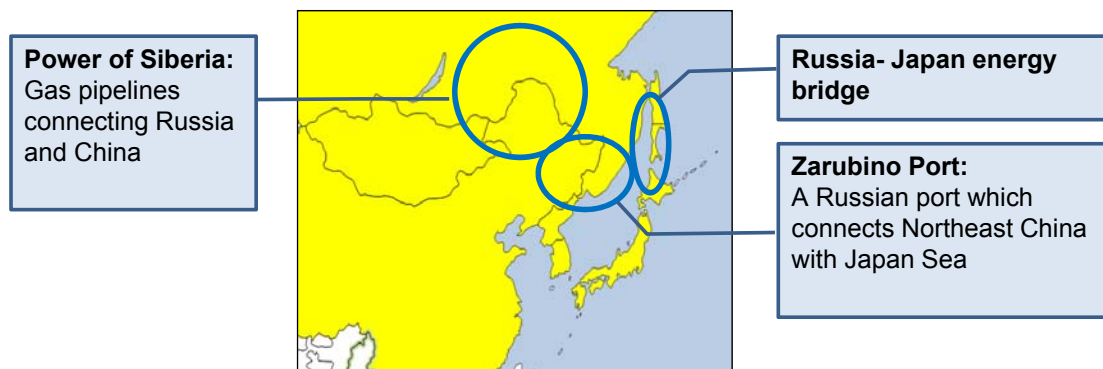 Power of Siberia:
Gas pipelines
connecting Russia
and China
Russia- Japan energy
bridge
Zarubino Port:
A Russian port which
connects Northeast China
with Japan Sea